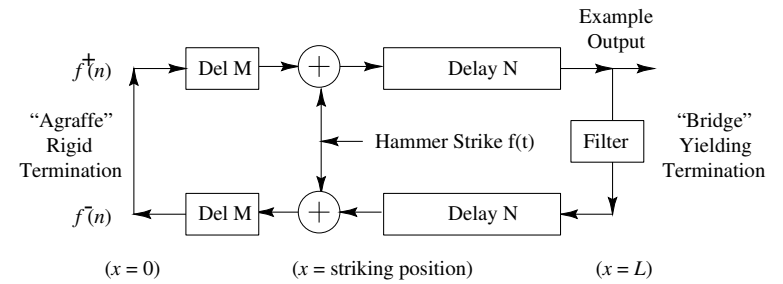 Example
Output
f⁺(n)
Del M
+
Delay N
“Agraffe”
Rigid
Termination
Hammer Strike f(t)
Filter
“Bridge”
Yielding
Termination
f⁻(n)
Del M
+
Delay N
(x = 0)
(x = striking position)
(x = L)